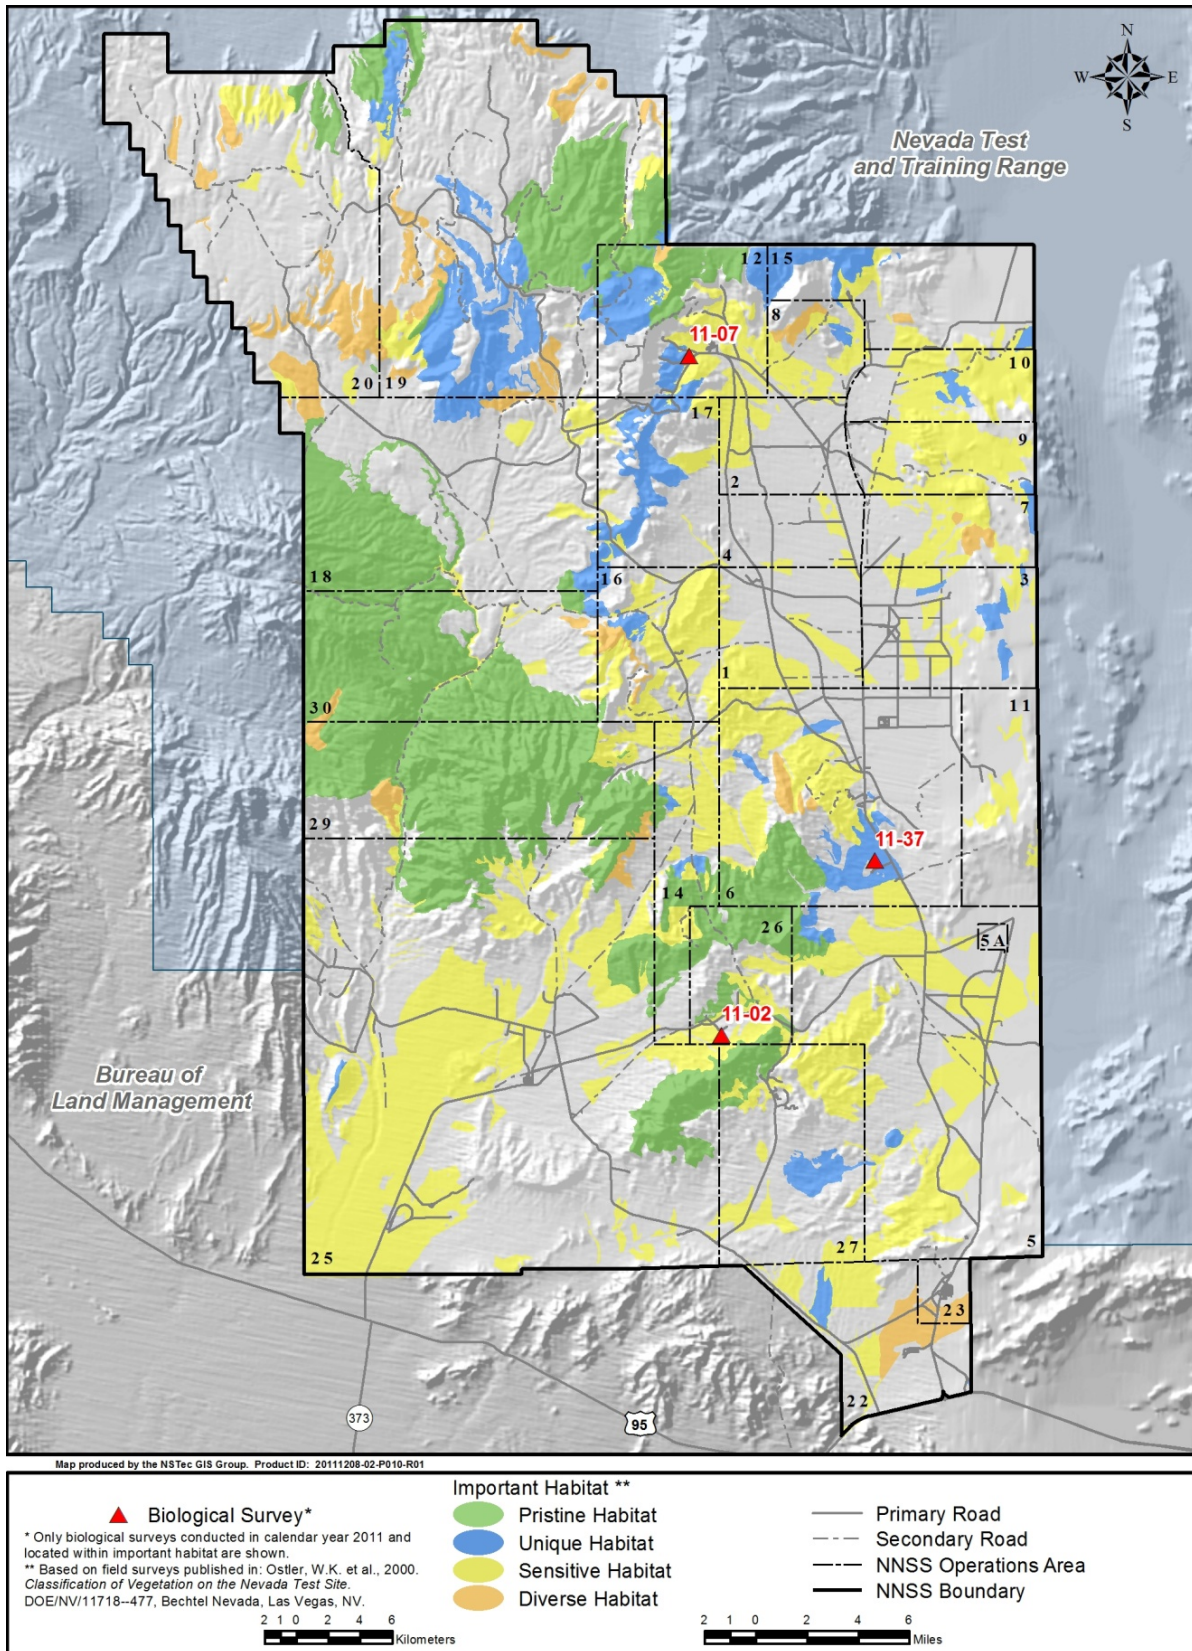 N
W E
S
Nevada Test
and Training Range
12 15
8
11-07
10
20 19
17
9
2
7
4
18
16
3
1
30
11
11-37
29
14
6
26
5A
11-02
Bureau of
Land Management
25
27
5
23
22
373
95
Map produced by the NSTec GIS Group. Product ID: 20111208-02-P010-R01
Biological Survey*
* Only biological surveys conducted in calendar year 2011 and
located within important habitat are shown.
** Based on field surveys published in: Ostler, W.K. et al., 2000.
Classification of Vegetation on the Nevada Test Site.
DOE/NV/11718--477, Bechtel Nevada, Las Vegas, NV.
Important Habitat **
Pristine Habitat
Unique Habitat
Sensitive Habitat
Diverse Habitat
Primary Road
Secondary Road
NNSS Operations Area
NNSS Boundary
2 1 0 2 4 6
Kilometers
2 1 0 2 4 6
Miles